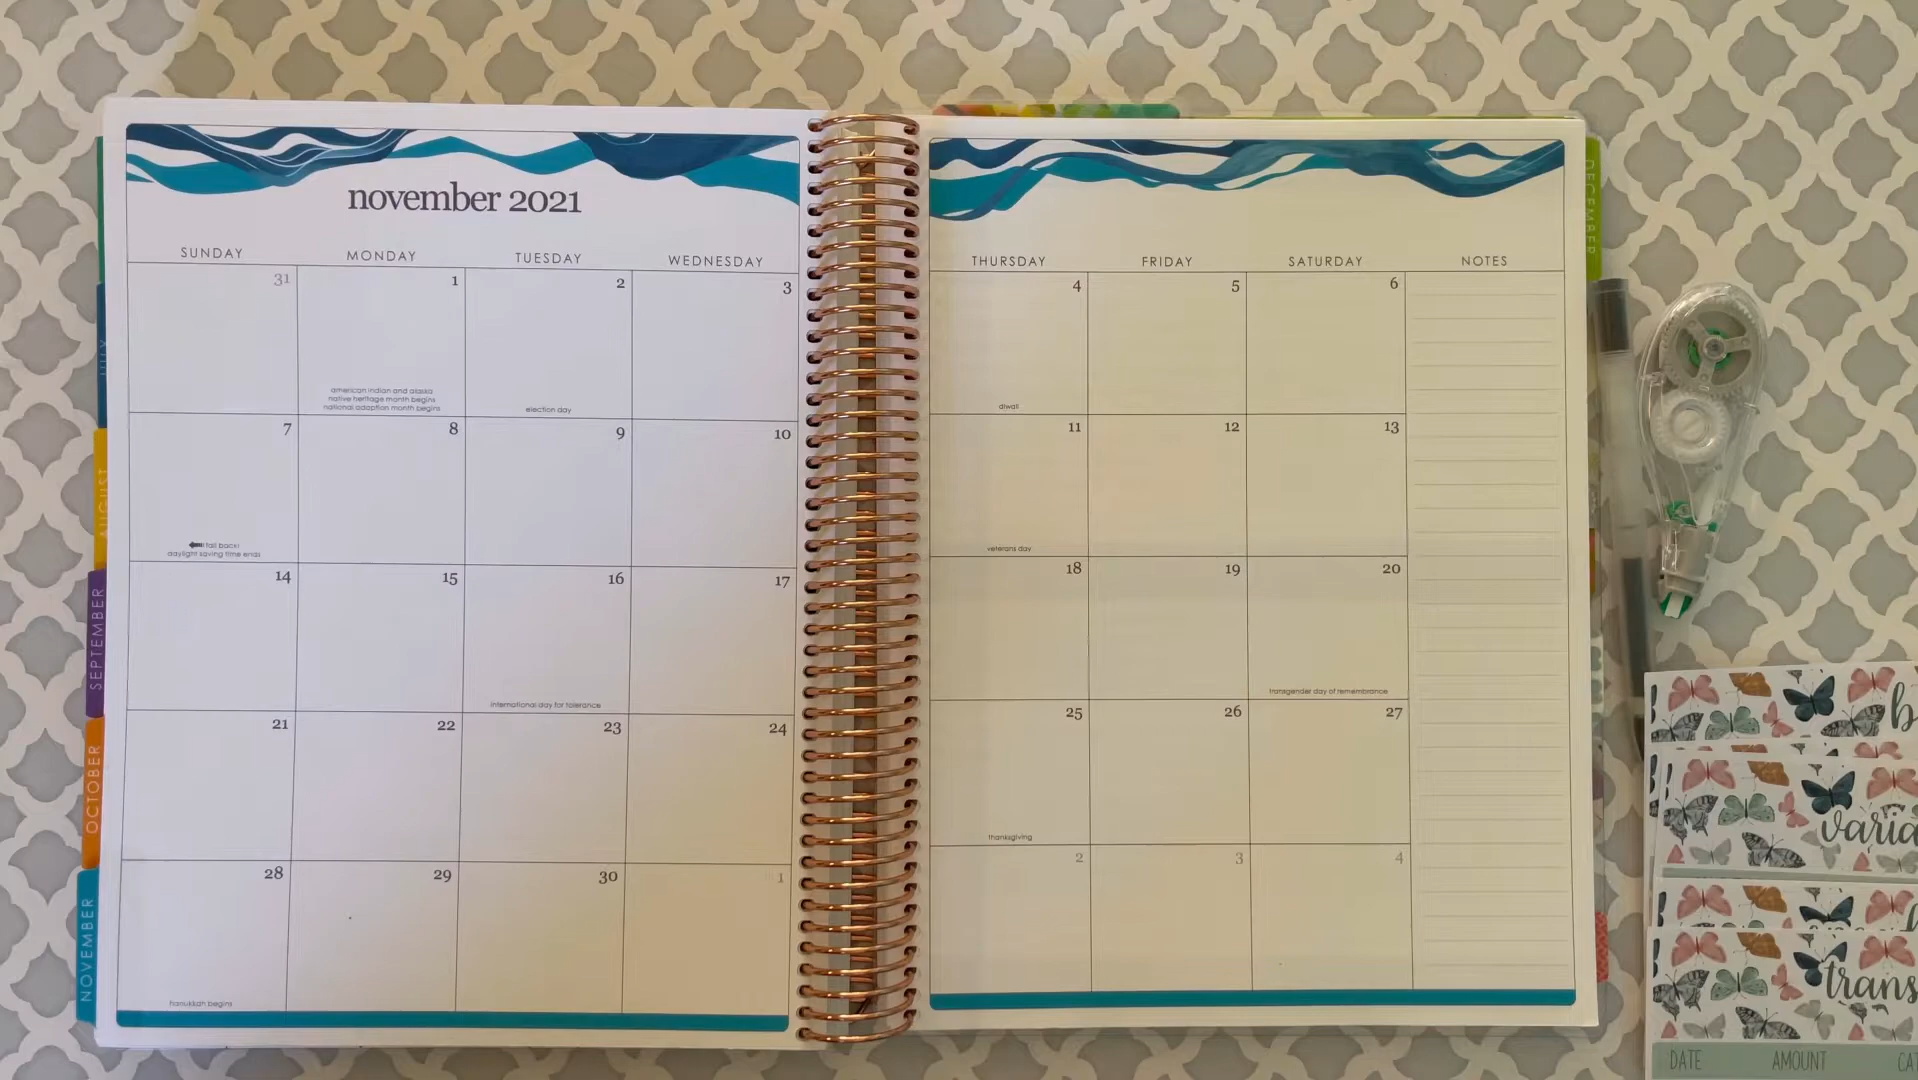 november 2021
SUNDAY MONDAY TUESDAY WEDNESDAY THURSDAY FRIDAY SATURDAY NOTES
31 1 2 3 4 5 6
american indian and alaska
native heritage month begins
national adoption month begins
election day
diwali
7 8 9 10 11 12 13
fall back!
daylight saving time ends
veterans day
14 15 16 17 18 19 20
international day for tolerance
transgender day of remembrance
21 22 23 24 25 26 27
thanksgiving
28 29 30 1 2 3 4
hanukkah begins
JULY
AUGUST
SEPTEMBER
OCTOBER
NOVEMBER
DECEMBER
b
varia
trans
DATE AMOUNT CAT